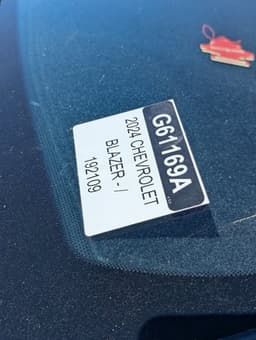 G61169A
2024 CHEVROLET
BLAZER - /
192109